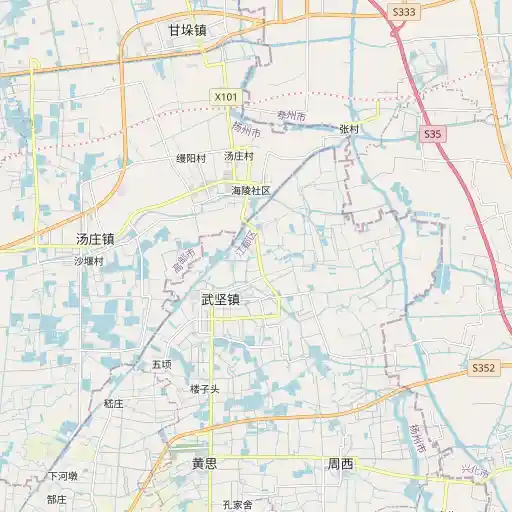 S333
甘垛镇
X101
泰州市
扬州市
张村
S35
缦阳村
汤庄村
海陵社区
汤庄镇
江都区
高邮市
沙堰村
武坚镇
五顷
S352
楼子头
嵇庄
扬州市
黄思
周西
兴化市
下河墩
郜庄
孔家舍